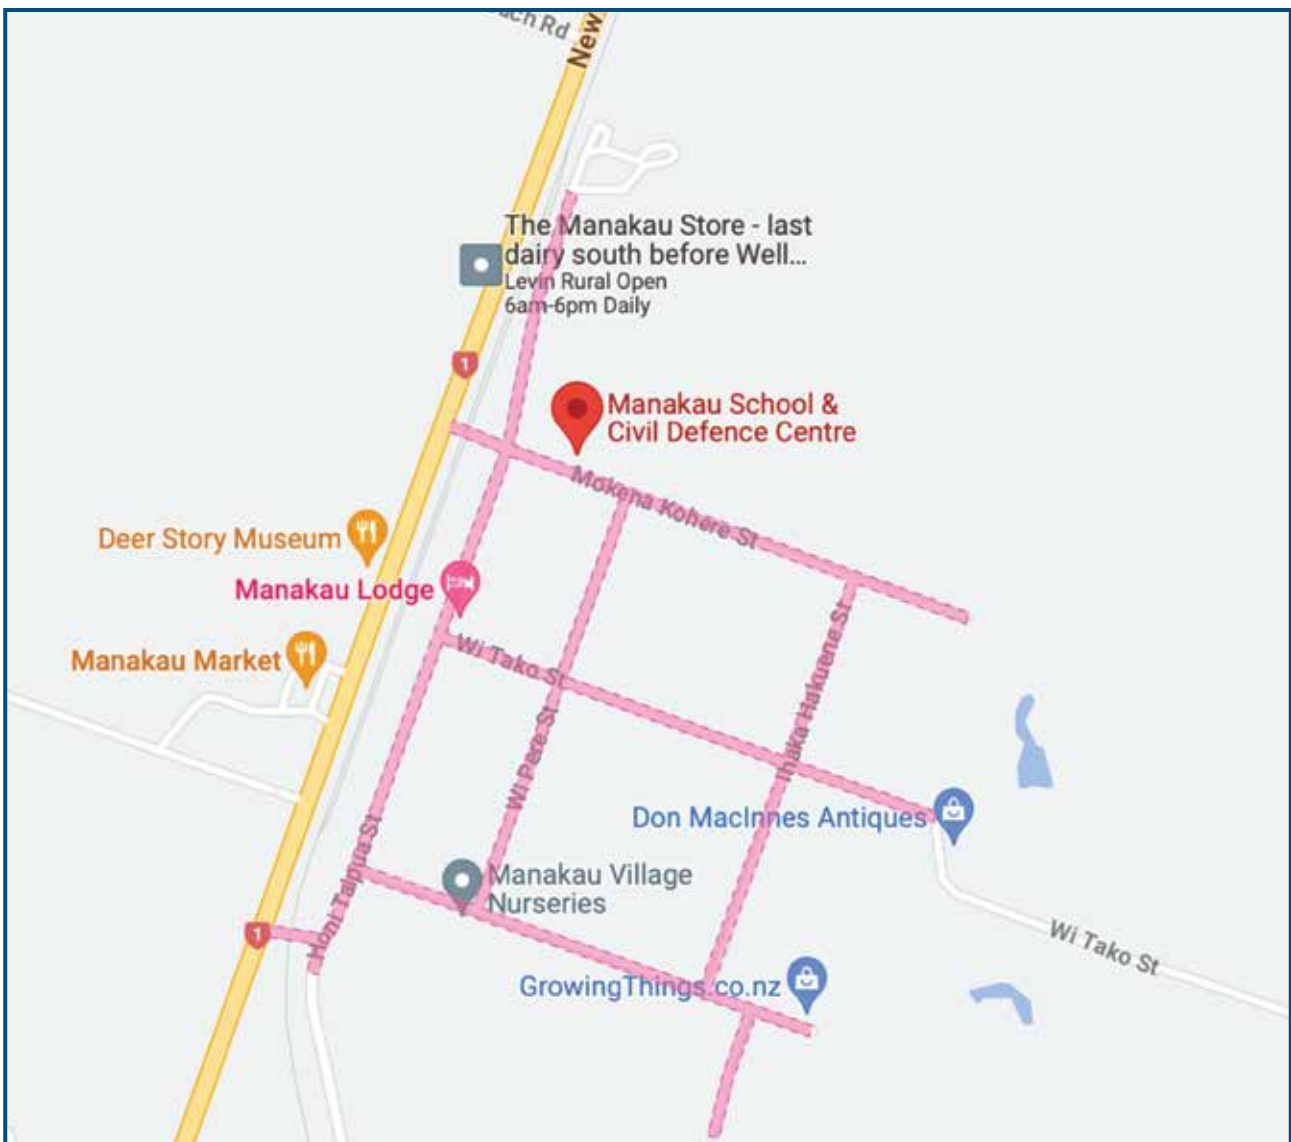 Rd
New
The Manakau Store - last
dairy south before Well...
Levin Rural Open
6am-6pm Daily
1
Manakau School &
Civil Defence Centre
Mokena Kohere St
Deer Story Museum
Manakau Lodge
Manakau Market
Wi Tako St
Ihaka Hakuene St
Wi Pere St
Don MacInnes Antiques
Honi Taipua St
Manakau Village
Nurseries
1
Wi Tako St
GrowingThings.co.nz